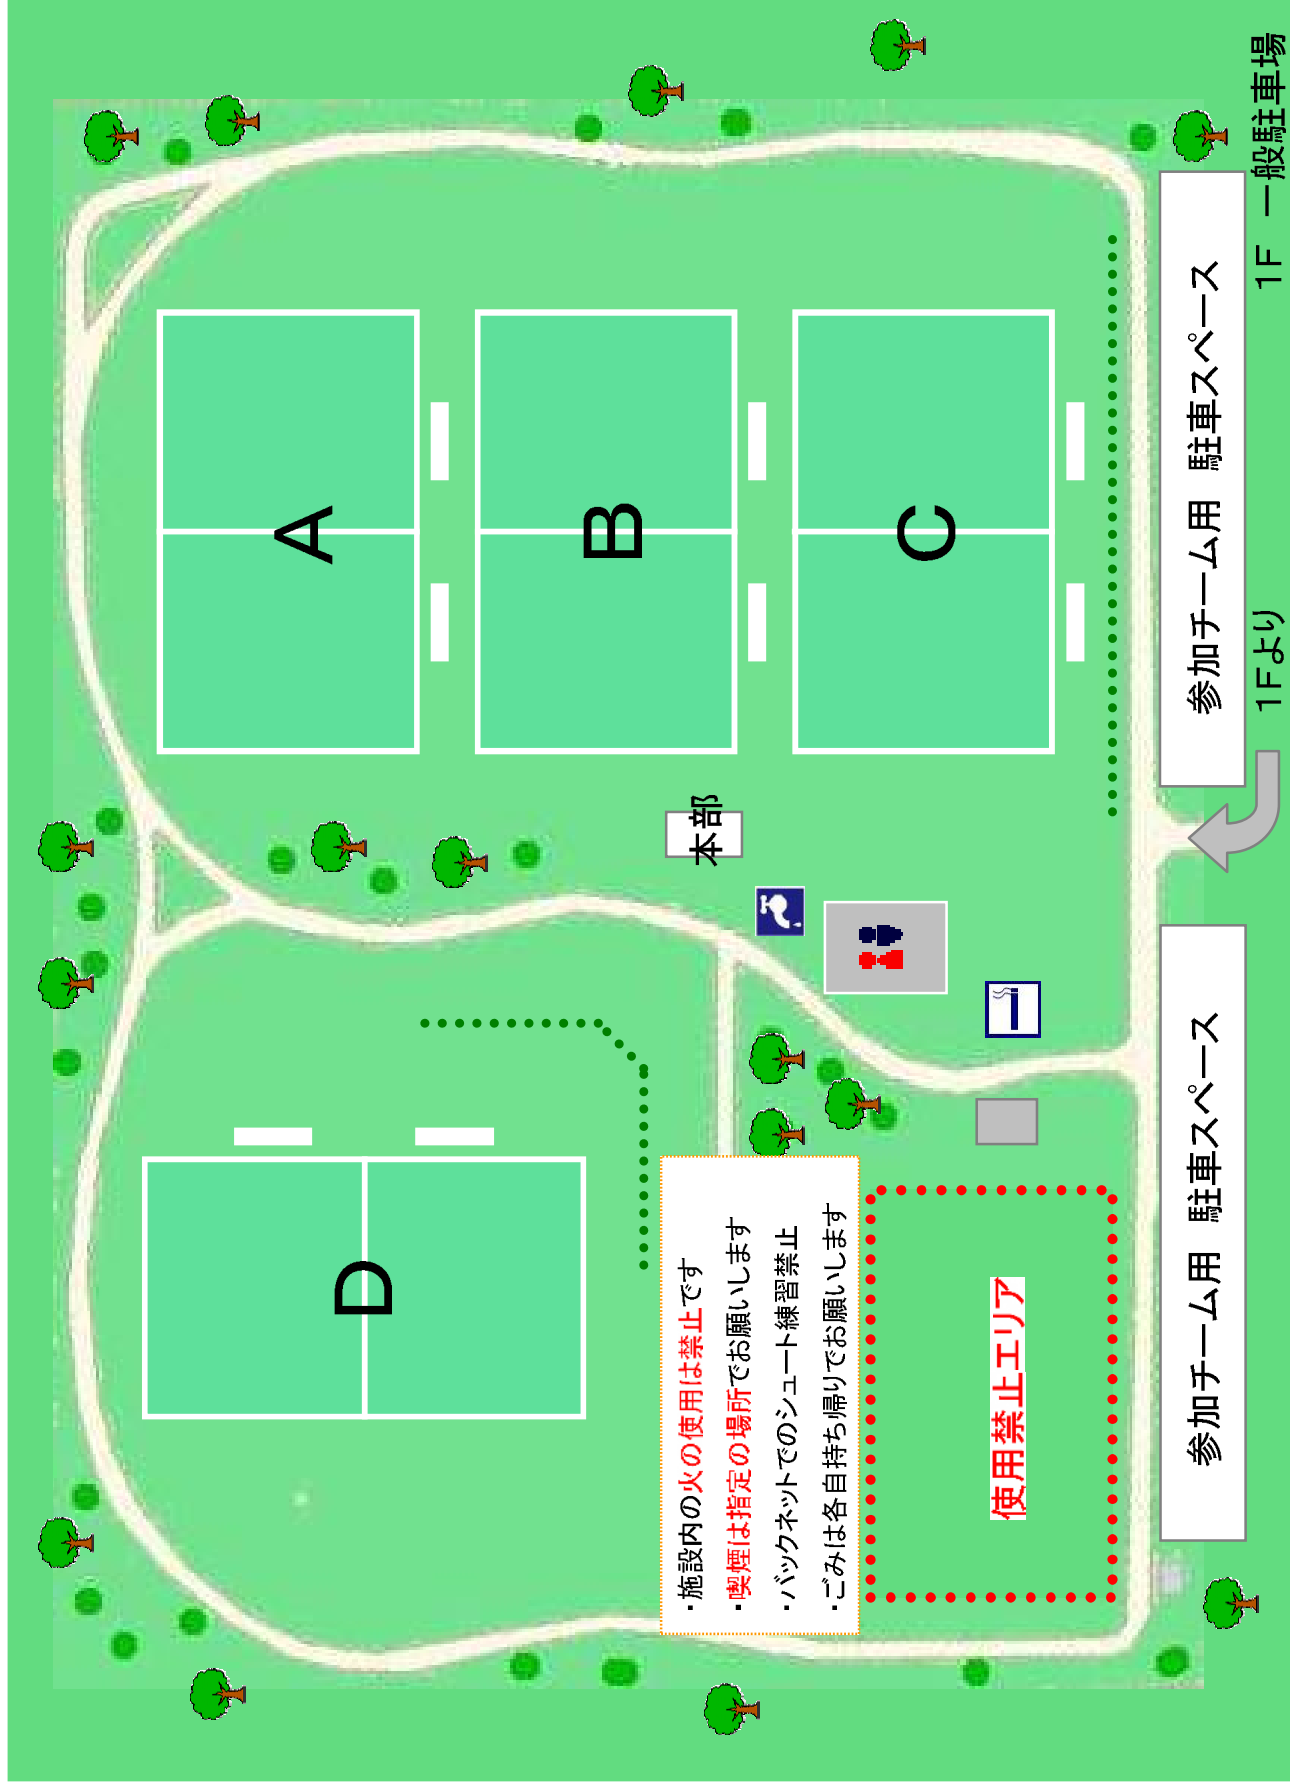 A
B
C
D
本部
・施設内の火の使用は禁止です
・喫煙は指定の場所でお願いします
・バックネットでのシュート練習禁止
・ごみは各自持ち帰りでお願いします
使用禁止エリア
参加チーム用　駐車スペース
参加チーム用　駐車スペース
1Fより
1F　一般駐車場